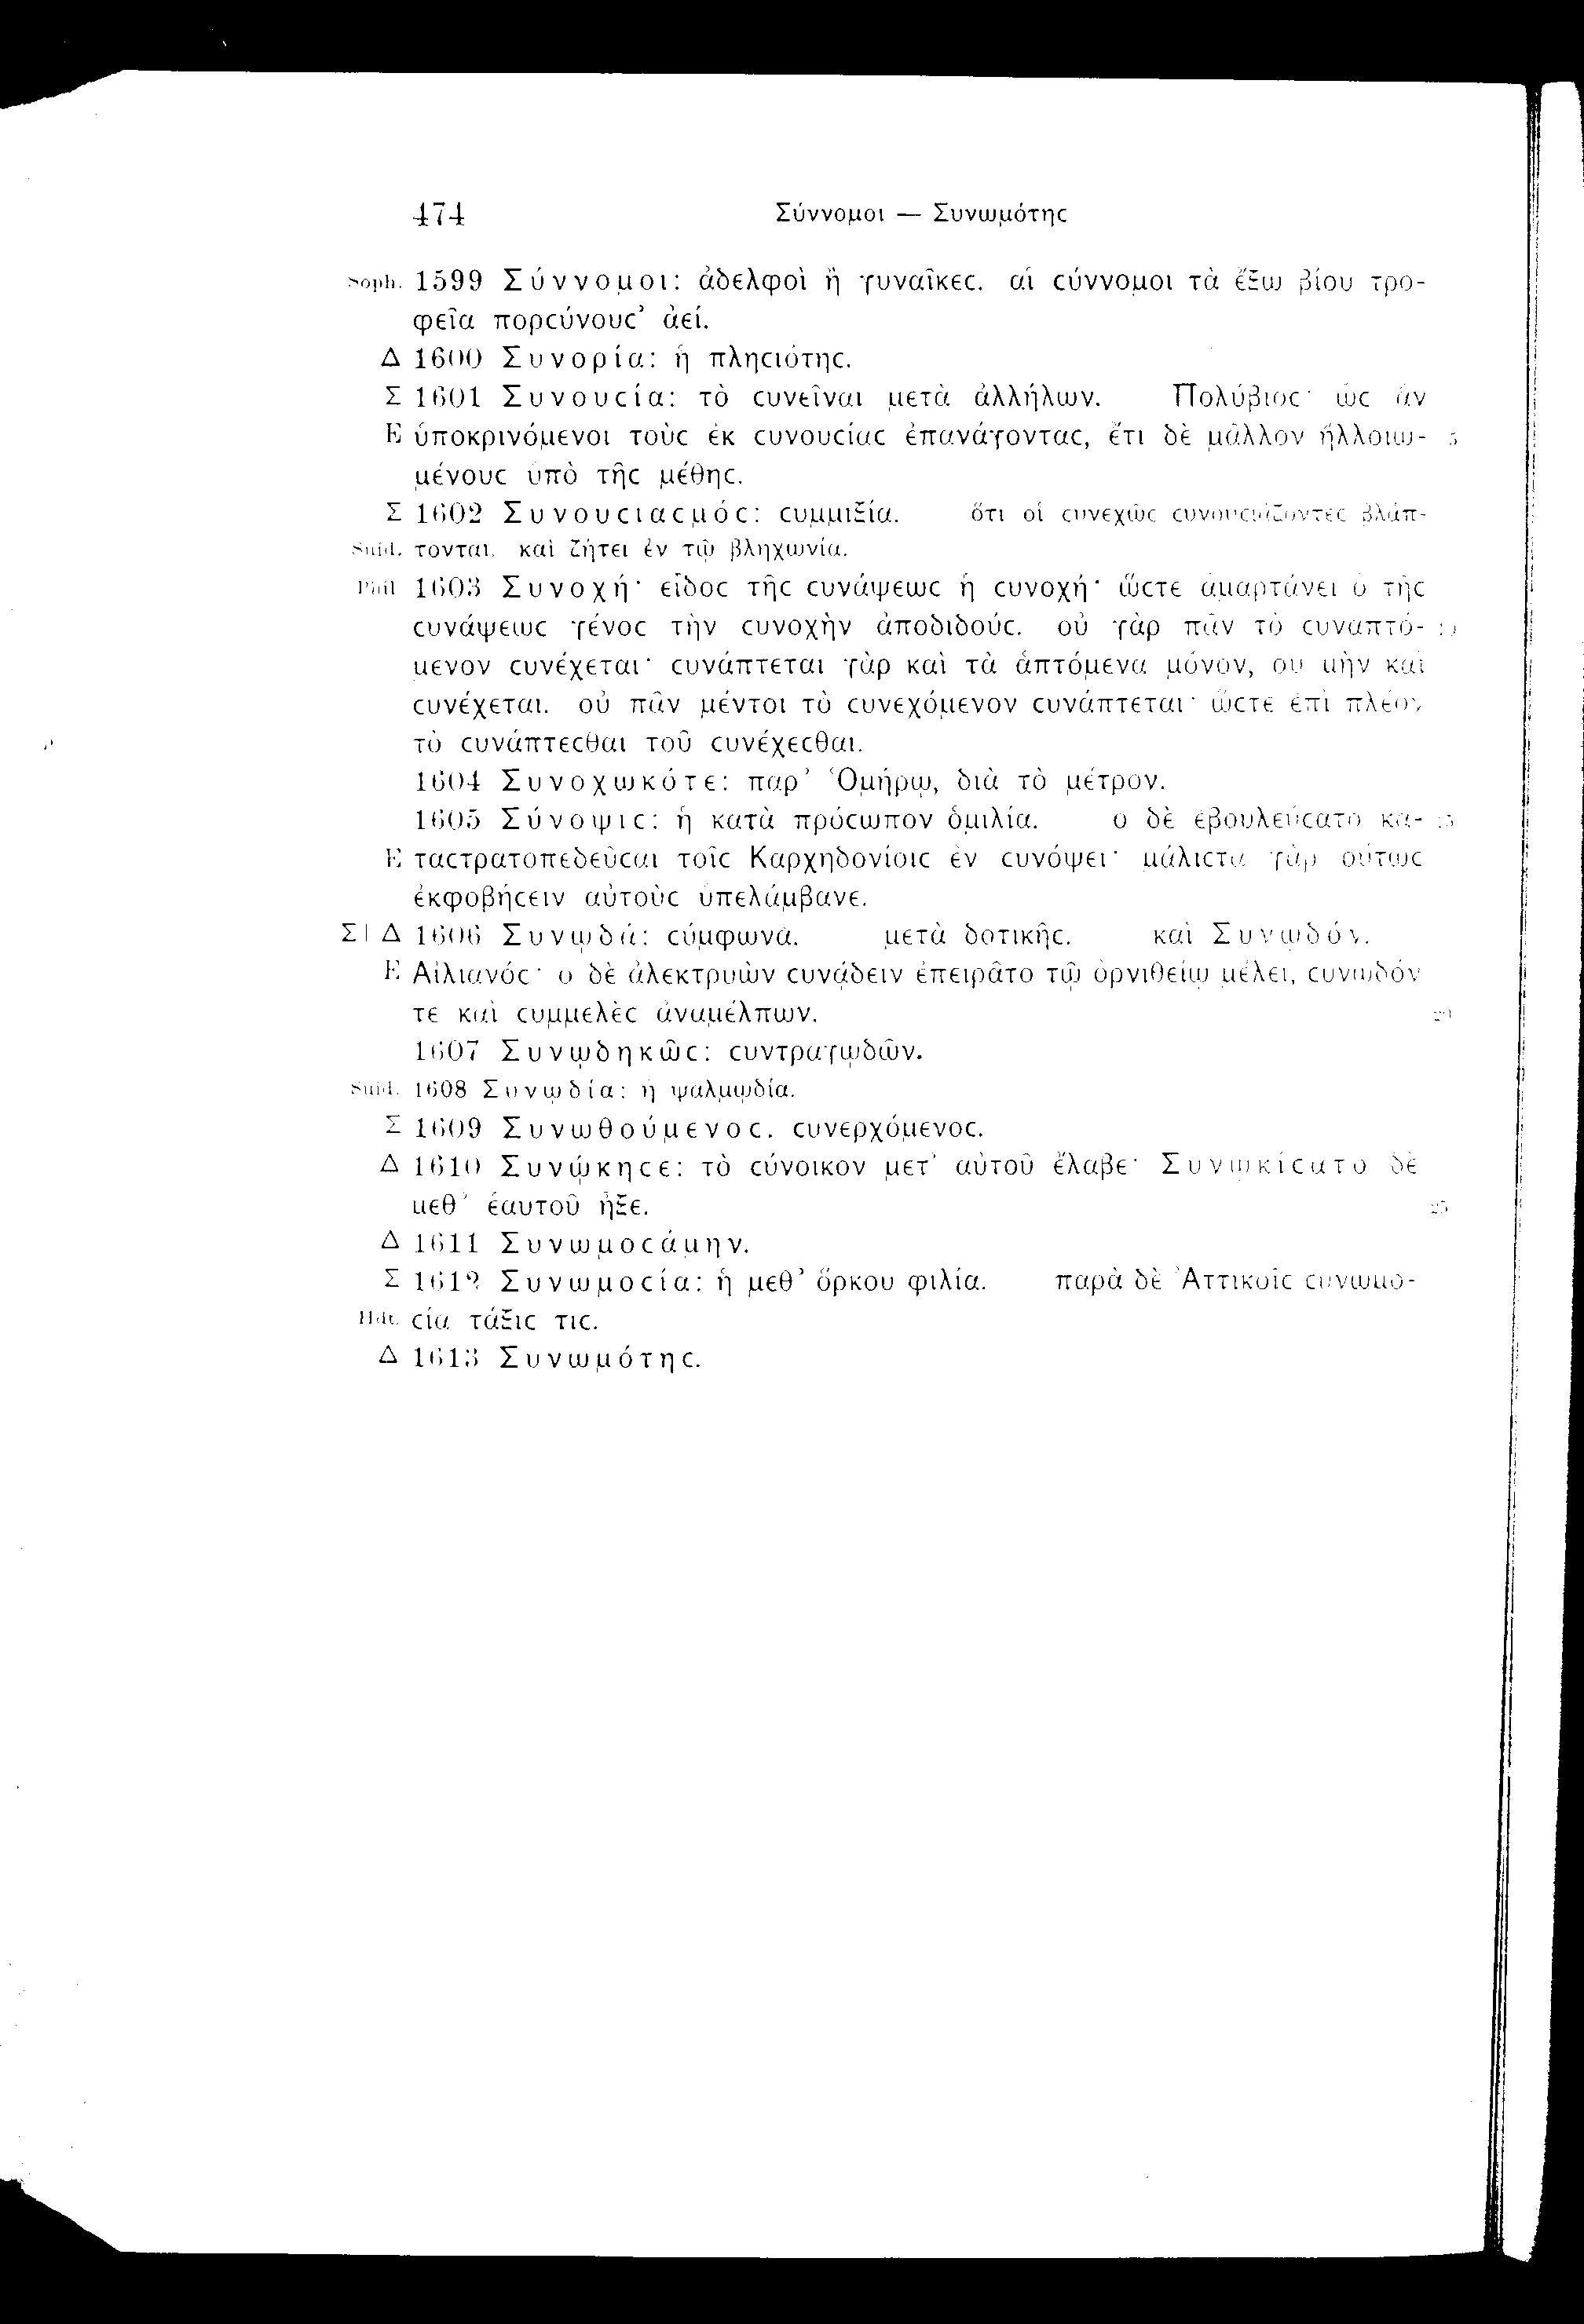 474 Σύννομοι — Συνωμότηϲ
Soph. 1599 Σύννομοι: ἀδελφοὶ ἢ γυναῖκεϲ. αἱ ϲύννομοι τὰ ἔξω βίου τρο-
φεῖα πορϲύνουϲ’ ἀεί.
Δ 1600 Συνορία: ἡ πληϲιότηϲ.
Σ 1601 Συνουϲία: τὸ ϲυνεῖναι μετὰ ἀλλήλων. Πολύβιοϲ· ὡϲ ἂν
E ὑποκρινόμενοι τοὺϲ ἐκ ϲυνουϲίαϲ ἐπανάγονταϲ, ἔτι δὲ μᾶλλον ἠλλοιω- 5
μένουϲ ὑπὸ τῆϲ μέθηϲ.
Σ 1602 Συνουϲιαϲμόϲ: ϲυμμιξία. ὅτι οἱ ϲυνεχῶϲ ϲυνουϲιάζοντεϲ βλάπ-
Suid. τονται. καὶ ζήτει ἐν τῷ βληχωνία.
Phil 1603 Συνοχή· εἶδοϲ τῆϲ ϲυνάψεωϲ ἡ ϲυνοχή· ὥϲτε ἁμαρτάνει ὁ τῆϲ
ϲυνάψεωϲ γένοϲ τὴν ϲυνοχὴν ἀποδιδούϲ. οὐ γὰρ πᾶν τὸ ϲυναπτό- 10
μενον ϲυνέχεται· ϲυνάπτεται γὰρ καὶ τὰ ἁπτόμενα μόνον, οὐ μὴν καὶ
ϲυνέχεται. οὐ πᾶν μέντοι τὸ ϲυνεχόμενον ϲυνάπτεται· ὥϲτε ἐπὶ πλέον
τὸ ϲυνάπτεϲθαι τοῦ ϲυνέχεϲθαι.
1604 Συνοχωκότε: παρ’ Ὁμήρῳ, διὰ τὸ μέτρον.
1605 Σύνοψιϲ: ἡ κατὰ πρόϲωπον ὁμιλία. ὁ δὲ ἐβουλεύϲατο κα- 15
E ταϲτρατοπεδεῦϲαι τοῖϲ Καρχηδονίοιϲ ἐν ϲυνόψει· μάλιϲτα γὰρ οὕτωϲ
ἐκφοβήϲειν αὐτοὺϲ ὑπελάμβανε.
Σ Δ 1606 Συνῳδά: ϲύμφωνα. μετὰ δοτικῆϲ. καὶ Συνῳδόν.
E Αἰλιανόϲ· ὁ δὲ ἀλεκτρυὼν ϲυνᾴδειν ἐπειρᾶτο τῷ ὀρνιθείῳ μέλει, ϲυνῳδόν
τε καὶ ϲυμμελὲϲ ἀναμέλπων. 20
1607 Συνῳδηκῶϲ: ϲυντραγῳδῶν.
Suid. 1608 Συνῳδία: ἡ ψαλμῳδία.
Σ 1609 Συνωθούμενοϲ. ϲυνερχόμενοϲ.
Δ 1610 Συνῴκηϲε: τὸ ϲύνοικον μετ’ αὐτοῦ ἔλαβε· Συνῳκίϲατο δὲ
μεθ’ ἑαυτοῦ ἦξε. 25
Δ 1611 Συνωμοϲάμην.
Σ 1612 Συνωμοϲία: ἡ μεθ’ ὅρκου φιλία. παρὰ δὲ Ἀττικοῖϲ ϲυνωμο-
ϲία τάξιϲ τιϲ.
Δ 1613 Συνωμότηϲ.